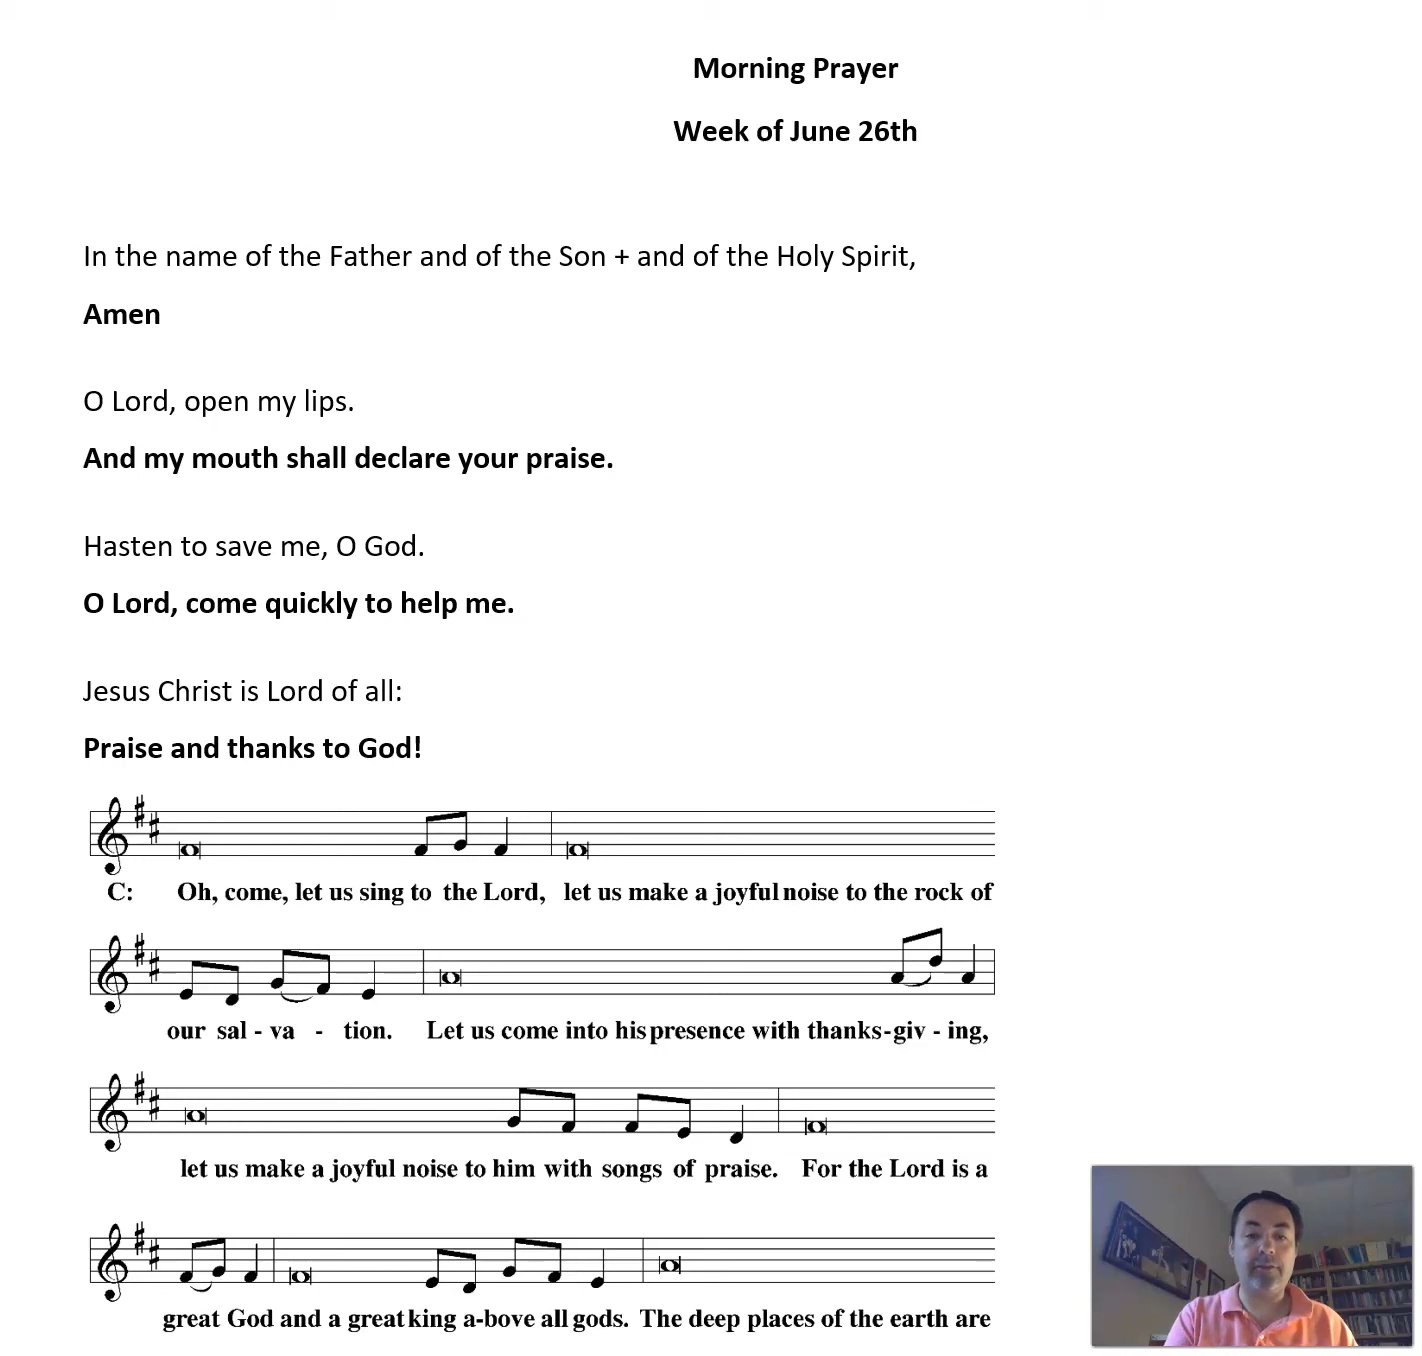 Morning Prayer
Week of June 26th
In the name of the Father and of the Son + and of the Holy Spirit,
Amen
O Lord, open my lips.
And my mouth shall declare your praise.
Hasten to save me, O God.
O Lord, come quickly to help me.
Jesus Christ is Lord of all:
Praise and thanks to God!
C: Oh, come, let us sing to the Lord, let us make a joyful noise to the rock of
our sal - va - tion. Let us come into his presence with thanks-giv - ing,
let us make a joyful noise to him with songs of praise. For the Lord is a
great God and a great king a-bove all gods. The deep places of the earth are